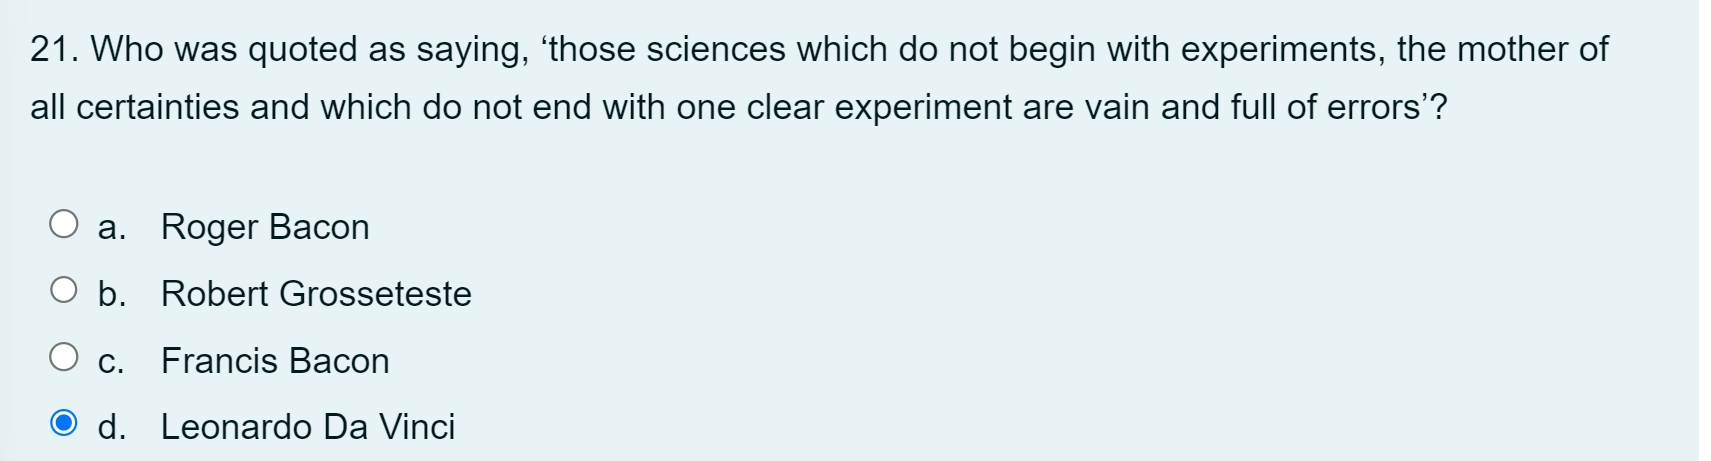 21. Who was quoted as saying, ‘those sciences which do not begin with experiments, the mother of
all certainties and which do not end with one clear experiment are vain and full of errors’?
a. Roger Bacon
b. Robert Grosseteste
c. Francis Bacon
d. Leonardo Da Vinci